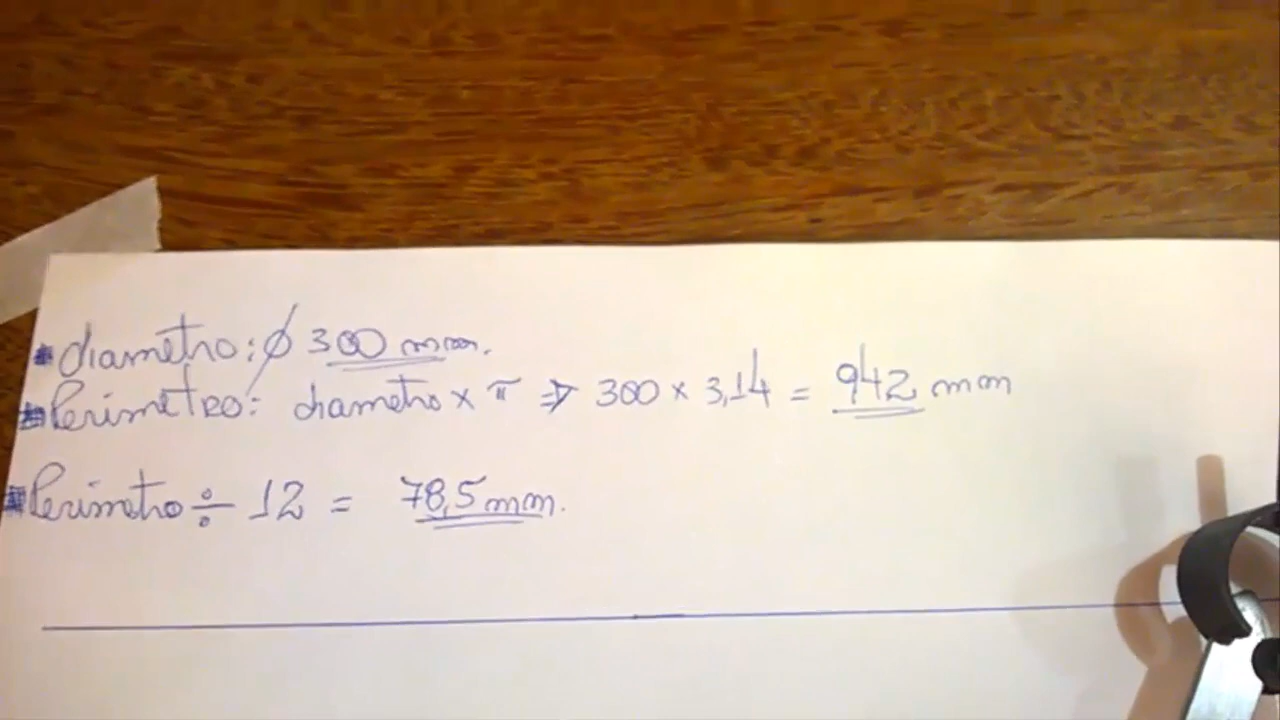 diametro: ∅ 300 mm.
Perimetro: diametro x π ⇒ 300 x 3,14 = 942 mm
Perimetro ÷ 12 = 78,5 mm.